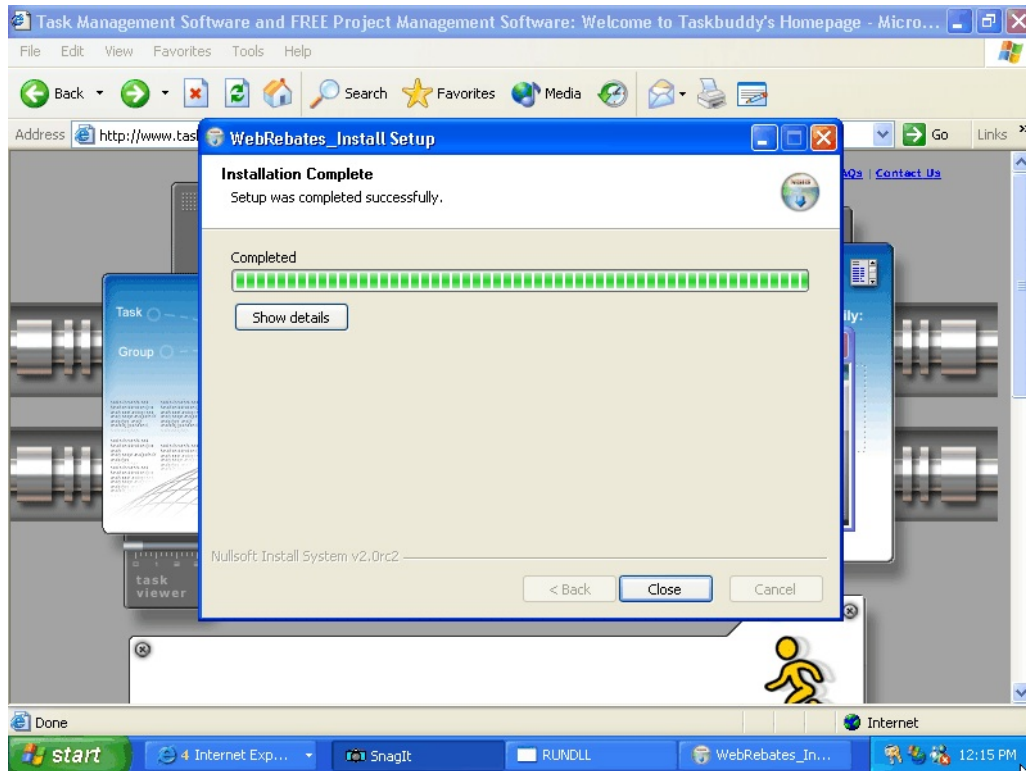 Task Management Software and FREE Project Management Software: Welcome to Taskbuddy's Homepage - Micro...
File Edit View Favorites Tools Help
Back Search Favorites Media
Address http://www.tas Go Links »
WebRebates_Install Setup
AQs | Contact Us
Installation Complete
Setup was completed successfully.
Completed
Show details
Task
Group
ily:
Nullsoft Install System v2.0rc2
< Back Close Cancel
task
viewer
Done Internet
start 4 Internet Exp... SnagIt RUNDLL WebRebates_In... 12:15 PM